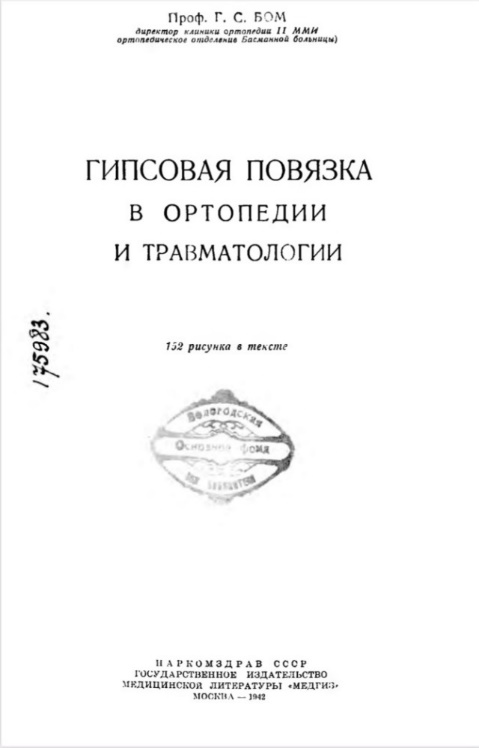 Проф. Г. С. БОМ
директор клиники ортопедии II ММИ
ортопедическое отделение Басманной больницы)
ГИПСОВАЯ ПОВЯЗКА
В ОРТОПЕДИИ
И ТРАВМАТОЛОГИИ
175983.
152 рисунка в тексте
Вологодская
Основной фонд
НАРКОМЗДРАВ СССР
ГОСУДАРСТВЕННОЕ ИЗДАТЕЛЬСТВО
МЕДИЦИНСКОЙ ЛИТЕРАТУРЫ «МЕДГИЗ»
МОСКВА — 1942